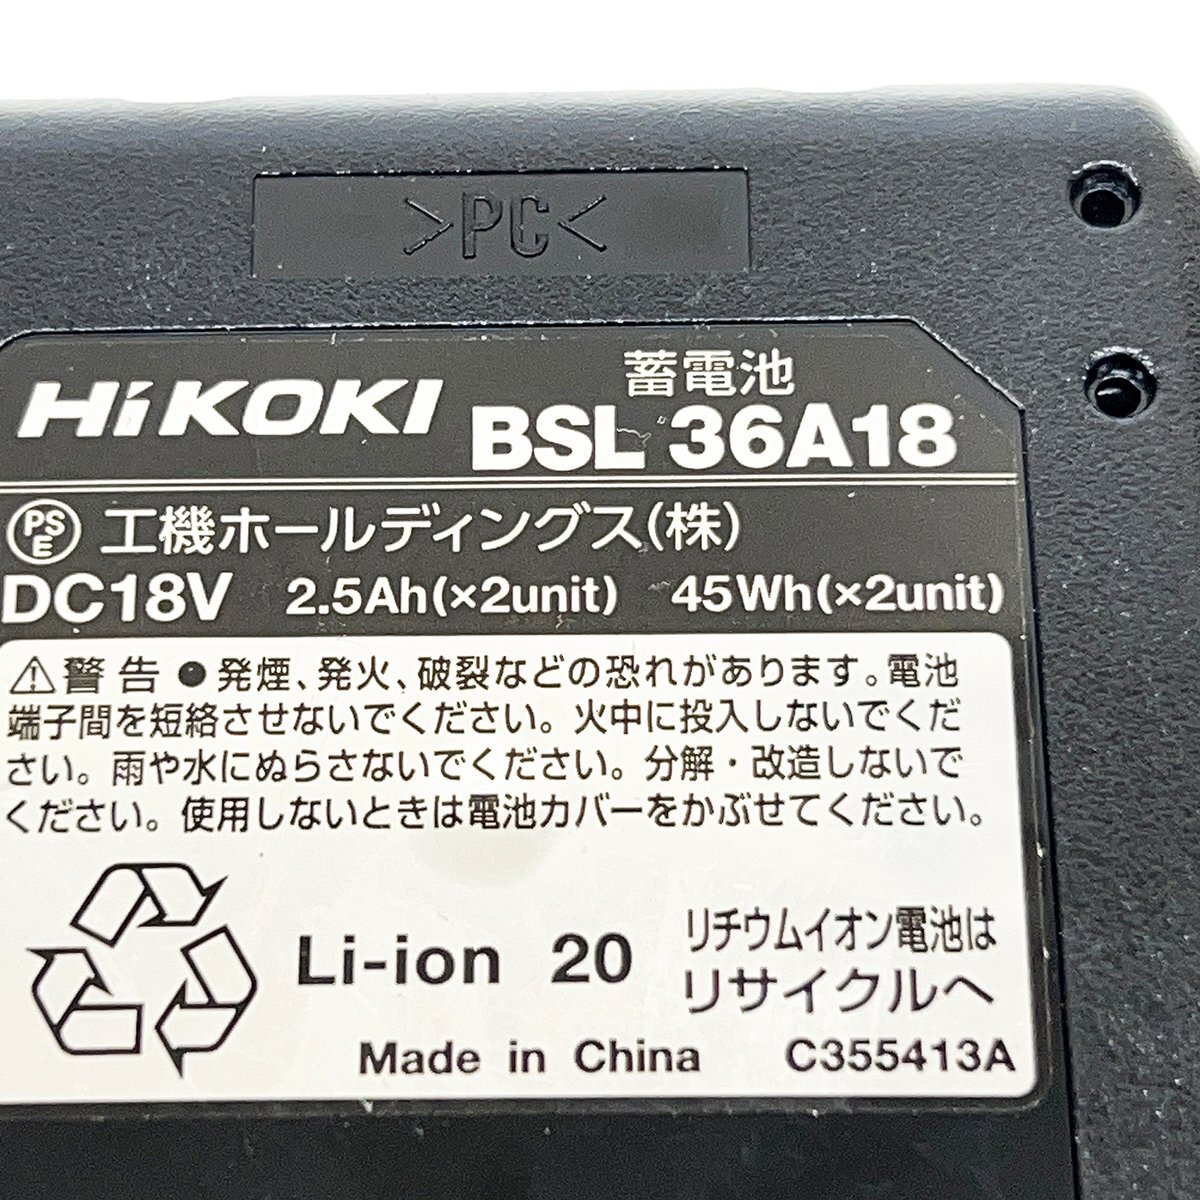 >PC<
HiKOKI
蓄電池
BSL 36A18
PSE 工機ホールディングス(株)
DC18V 2.5Ah(×2unit) 45Wh(×2unit)
⚠警告 ●発煙、発火、破裂などの恐れがあります。電池
端子間を短絡させないでください。火中に投入しないでくだ
さい。雨や水にぬらさないでください。分解・改造しないで
ください。使用しないときは電池カバーをかぶせてください。
Li-ion 20
リチウムイオン電池は
リサイクルへ
Made in China C355413A